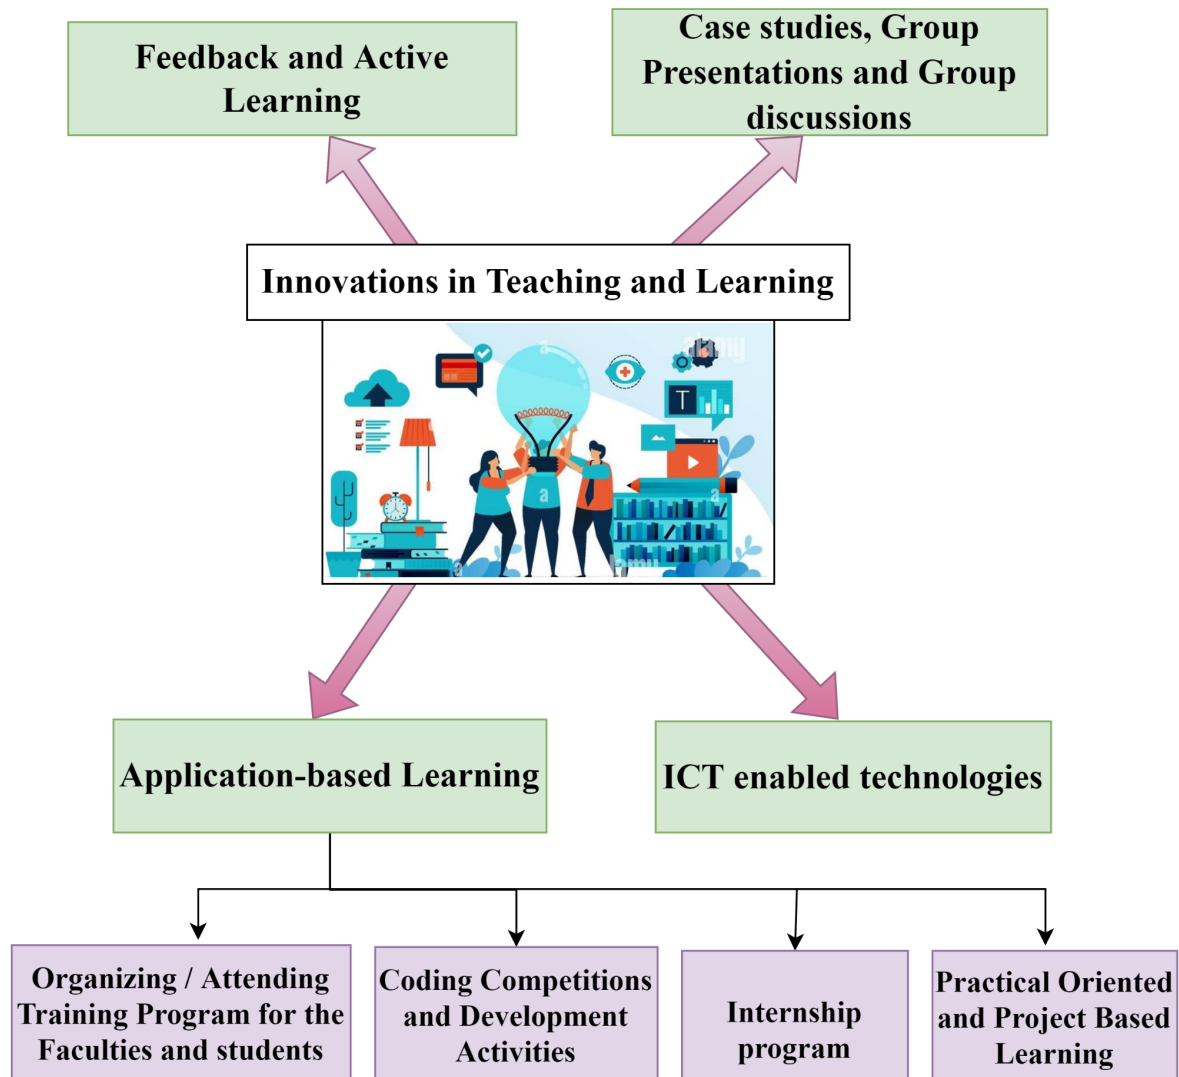 Feedback and Active
Learning
Case studies, Group
Presentations and Group
discussions
Innovations in Teaching and Learning
alamy
a
T
a
a
a
alamy
Application-based Learning
ICT enabled technologies
Organizing / Attending
Training Program for the
Faculties and students
Coding Competitions
and Development
Activities
Internship
program
Practical Oriented
and Project Based
Learning